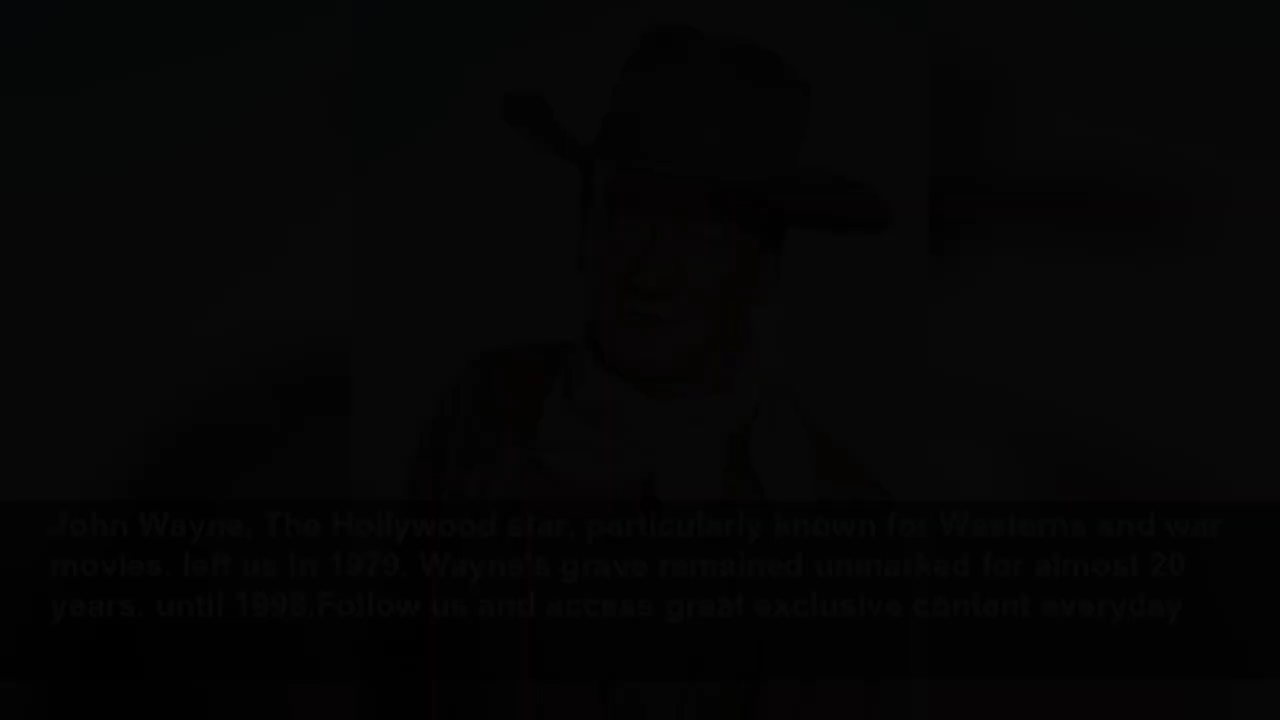 John Wayne. The Hollywood star, particularly known for Westerns and war
movies, left us in 1979. Wayne's grave remained unmarked for almost 20
years, until 1998.Follow us and access great exclusive content everyday